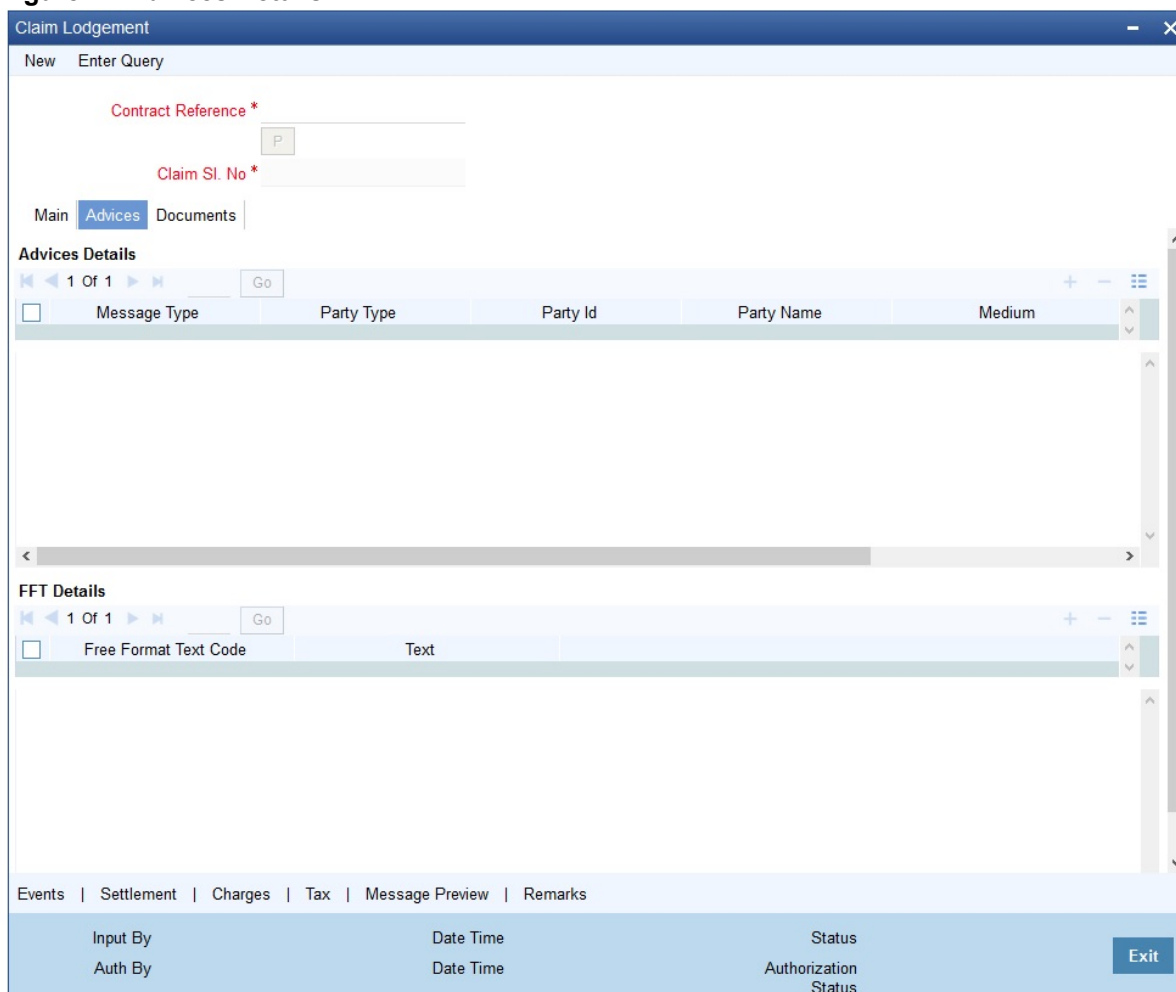 Claim Lodgement
New Enter Query
Contract Reference *
P
Claim Sl. No *
Main Advices Documents
Advices Details
1 Of 1 Go
Message Type Party Type Party Id Party Name Medium
FFT Details
1 Of 1 Go
Free Format Text Code Text
Events | Settlement | Charges | Tax | Message Preview | Remarks
Input By Date Time Status
Auth By Date Time Authorization Status
Exit